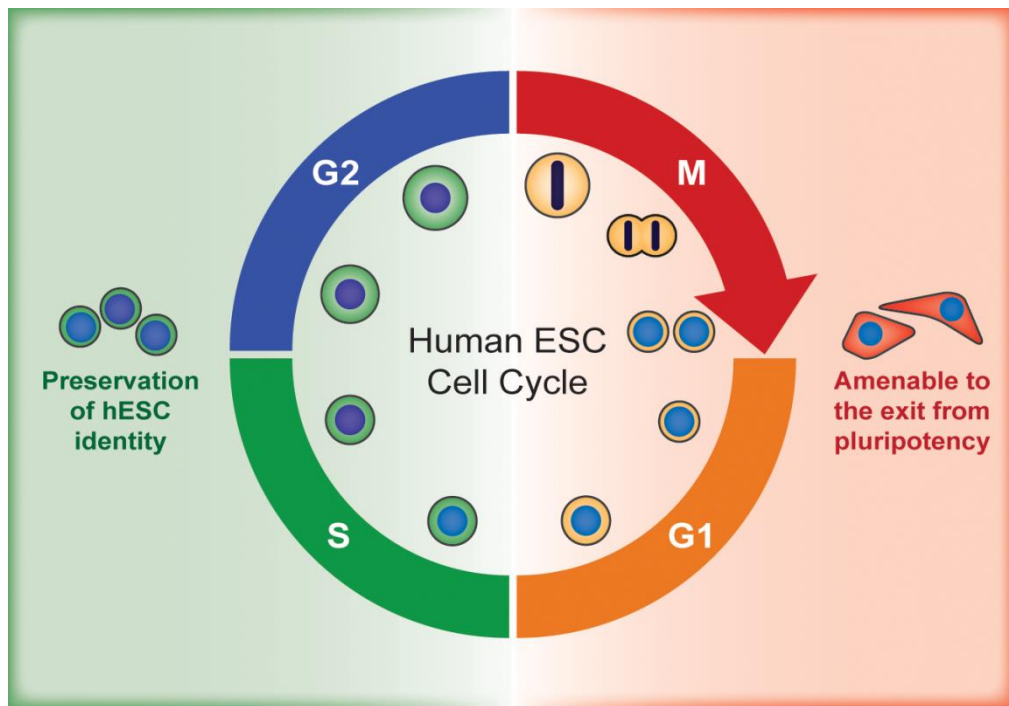 G2
M
Human ESC
Cell Cycle
Preservation
of hESC
identity
Amenable to
the exit from
pluripotency
S
G1